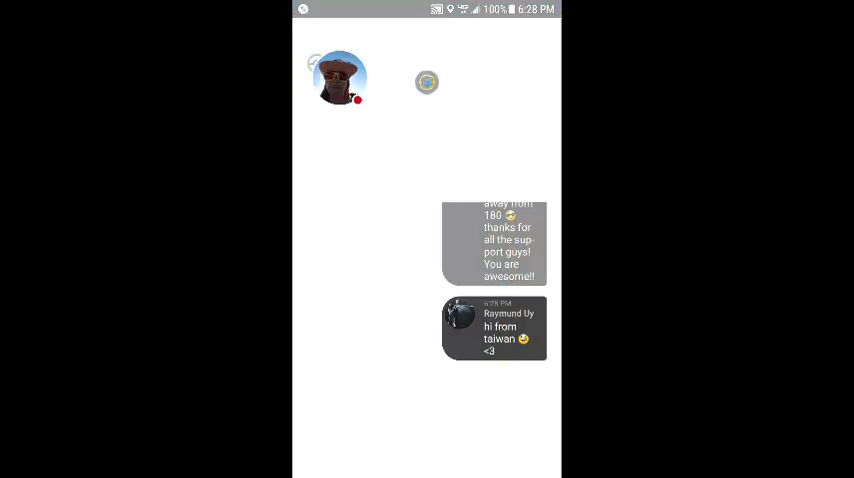 100% 6:28 PM
away from
180
thanks for
all the sup-
port guys!
You are
awesome!!
6:28 PM
Raymund Uy
hi from
taiwan
<3